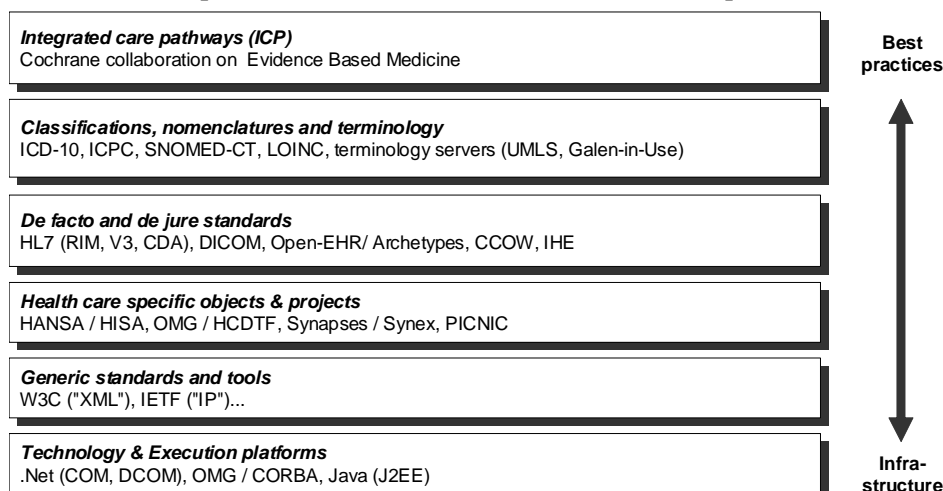 Integrated care pathways (ICP)
Cochrane collaboration on Evidence Based Medicine
Best
practices
Classifications, nomenclatures and terminology
ICD-10, ICPC, SNOMED-CT, LOINC, terminology servers (UMLS, Galen-in-Use)
De facto and de jure standards
HL7 (RIM, V3, CDA), DICOM, Open-EHR/ Archetypes, CCOW, IHE
Health care specific objects & projects
HANSA / HISA, OMG / HCDTF, Synapses / Synex, PICNIC
Generic standards and tools
W3C ("XML"), IETF ("IP")...
Technology & Execution platforms
.Net (COM, DCOM), OMG / CORBA, Java (J2EE)
Infra-
structure